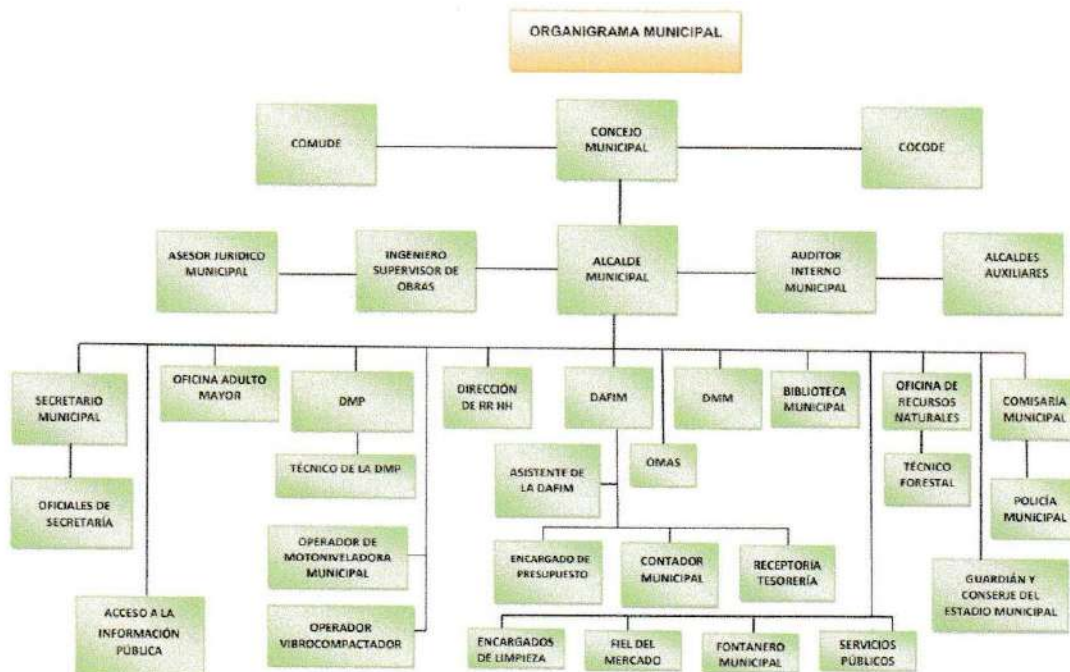 ORGANIGRAMA MUNICIPAL
COMUDE
CONCEJO
MUNICIPAL
COCODE
ASESOR JURÍDICO
MUNICIPAL
INGENIERO
SUPERVISOR DE
OBRAS
ALCALDE
MUNICIPAL
AUDITOR
INTERNO
MUNICIPAL
ALCALDES
AUXILIARES
SECRETARIO
MUNICIPAL
OFICINA ADULTO
MAYOR
DMP
DIRECCIÓN
DE RR HH
DAFIM
DMM
BIBLIOTECA
MUNICIPAL
OFICINA DE
RECURSOS
NATURALES
COMISARÍA
MUNICIPAL
OFICIALES DE
SECRETARÍA
TÉCNICO DE LA DMP
ASISTENTE DE
LA DAFIM
OMAS
TÉCNICO
FORESTAL
POLICÍA
MUNICIPAL
OPERADOR DE
MOTONIVELADORA
MUNICIPAL
ENCARGADO DE
PRESUPUESTO
CONTADOR
MUNICIPAL
RECEPTORÍA
TESORERÍA
GUARDIÁN Y
CONSERJE DEL
ESTADIO MUNICIPAL
ACCESO A LA
INFORMACIÓN
PÚBLICA
OPERADOR
VIBROCOMPACTADOR
ENCARGADOS
DE LIMPIEZA
FIEL DEL
MERCADO
FONTANERO
MUNICIPAL
SERVICIOS
PÚBLICOS